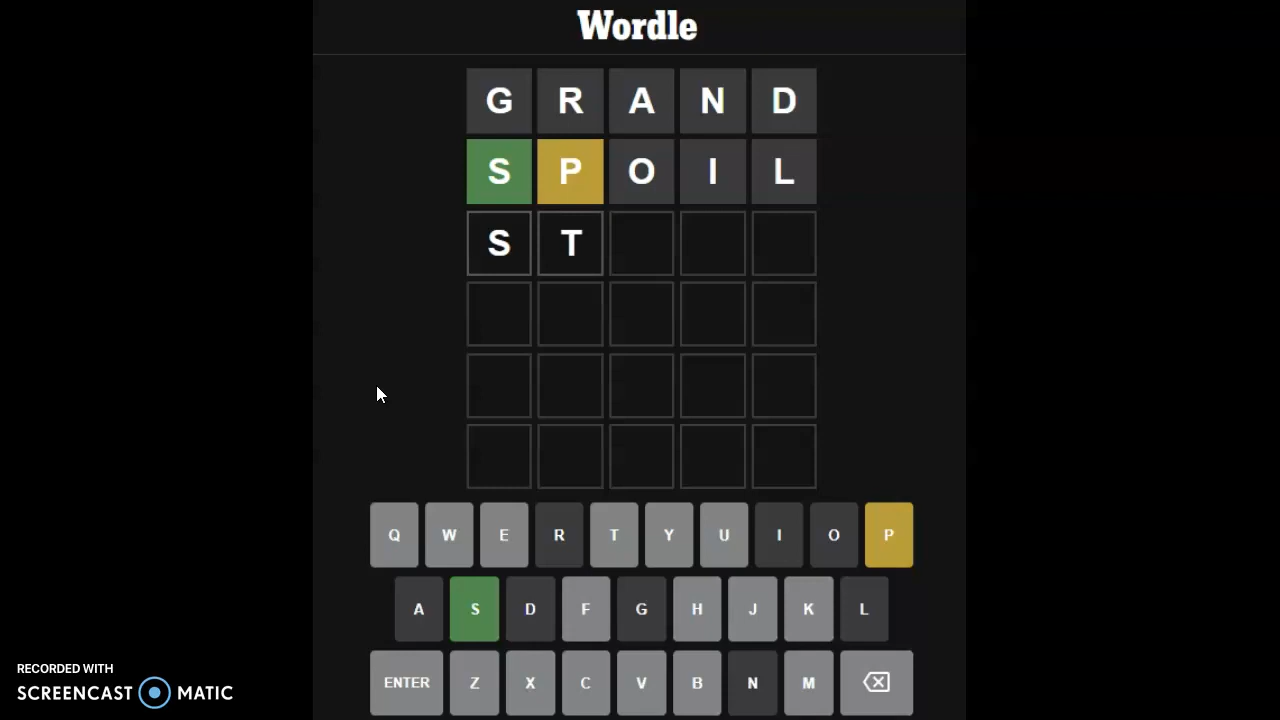 Wordle
G R A N D
S P O I L
S T
Q W E R T Y U I O P
A S D F G H J K L
ENTER Z X C V B N M
RECORDED WITH
SCREENCAST MATIC